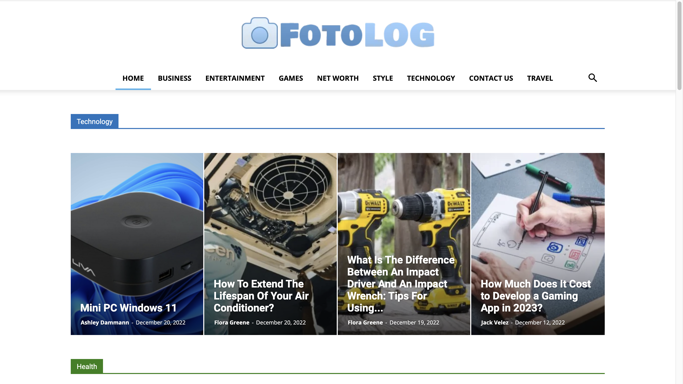 FOTOLOG
HOME BUSINESS ENTERTAINMENT GAMES NET WORTH STYLE TECHNOLOGY CONTACT US TRAVEL
Technology
LIVA
Mini PC Windows 11
Ashley Dammann - December 20, 2022
How To Extend The
Lifespan Of Your Air
Conditioner?
Flora Greene - December 20, 2022
DEWALT
What Is The Difference
Between An Impact
Driver And An Impact
Wrench: Tips For
Using...
Flora Greene - December 19, 2022
How Much Does It Cost
to Develop a Gaming
App in 2023?
Jack Velez - December 12, 2022
Health